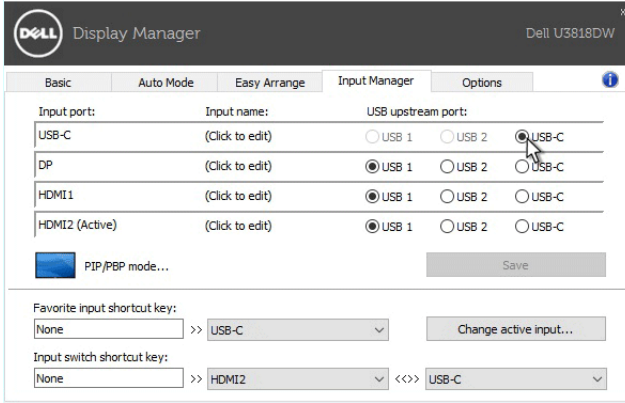 x
DELL Display Manager Dell U3818DW
Basic Auto Mode Easy Arrange Input Manager Options i
Input port: Input name: USB upstream port:
USB-C (Click to edit) USB 1 USB 2 USB-C
DP (Click to edit) USB 1 USB 2 USB-C
HDMI1 (Click to edit) USB 1 USB 2 USB-C
HDMI2 (Active) (Click to edit) USB 1 USB 2 USB-C
PIP/PBP mode... Save
Favorite input shortcut key:
None >> USB-C Change active input...
Input switch shortcut key:
None >> HDMI2 <<>> USB-C